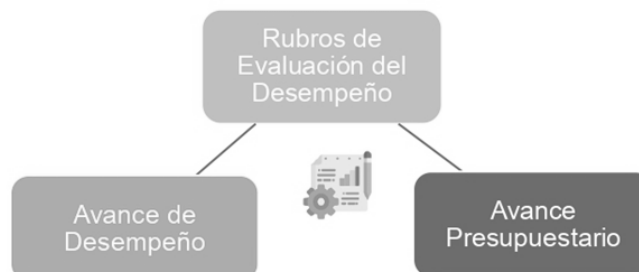 Rubros de
Evaluación del
Desempeño
Avance de
Desempeño
Avance
Presupuestario